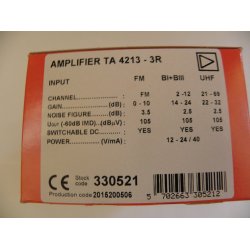 AMPLIFIER TA 4213 - 3R
INPUT FM BI+BIII UHF
CHANNEL : FM 2-12 21-69
GAIN (dB) : 0 - 10 14 - 24 22 - 32
NOISE FIGURE (dB) : 3.5 2.5 2.5
Uout (-60dB IMD) (dBµV) : 105 105 105
SWITCHABLE DC : YES YES YES
POWER (V/mA) : 12 - 24 / 40
CE Stock code 330521
Production code 2015200506
5 702663 305212